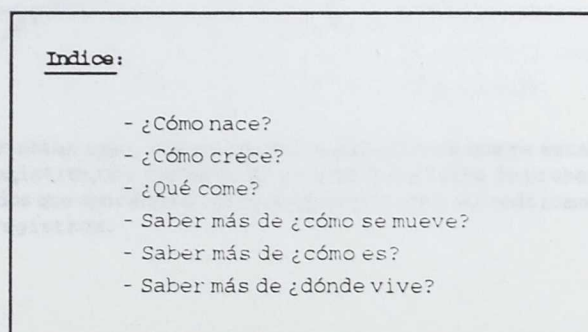 Indice:
- ¿Cómo nace?
- ¿Cómo crece?
- ¿Qué come?
- Saber más de ¿cómo se mueve?
- Saber más de ¿cómo es?
- Saber más de ¿dónde vive?